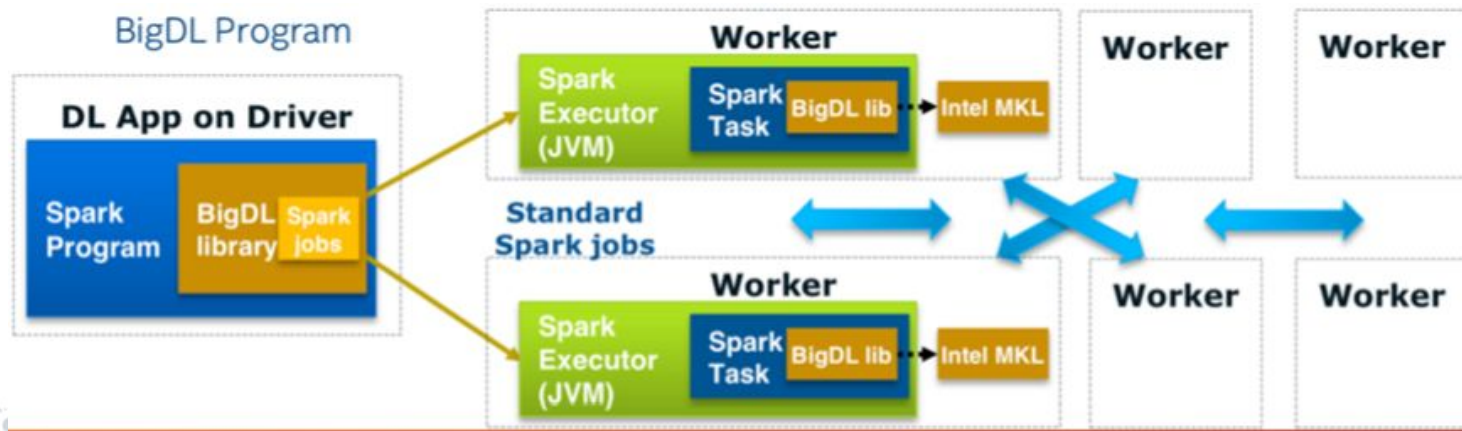 BigDL Program
DL App on Driver
Spark
Program
BigDL
library
Spark
jobs
Worker
Spark
Executor
(JVM)
Spark
Task
BigDL lib
Intel MKL
Worker
Worker
Standard
Spark jobs
Worker
Spark
Executor
(JVM)
Spark
Task
BigDL lib
Intel MKL
Worker
Worker